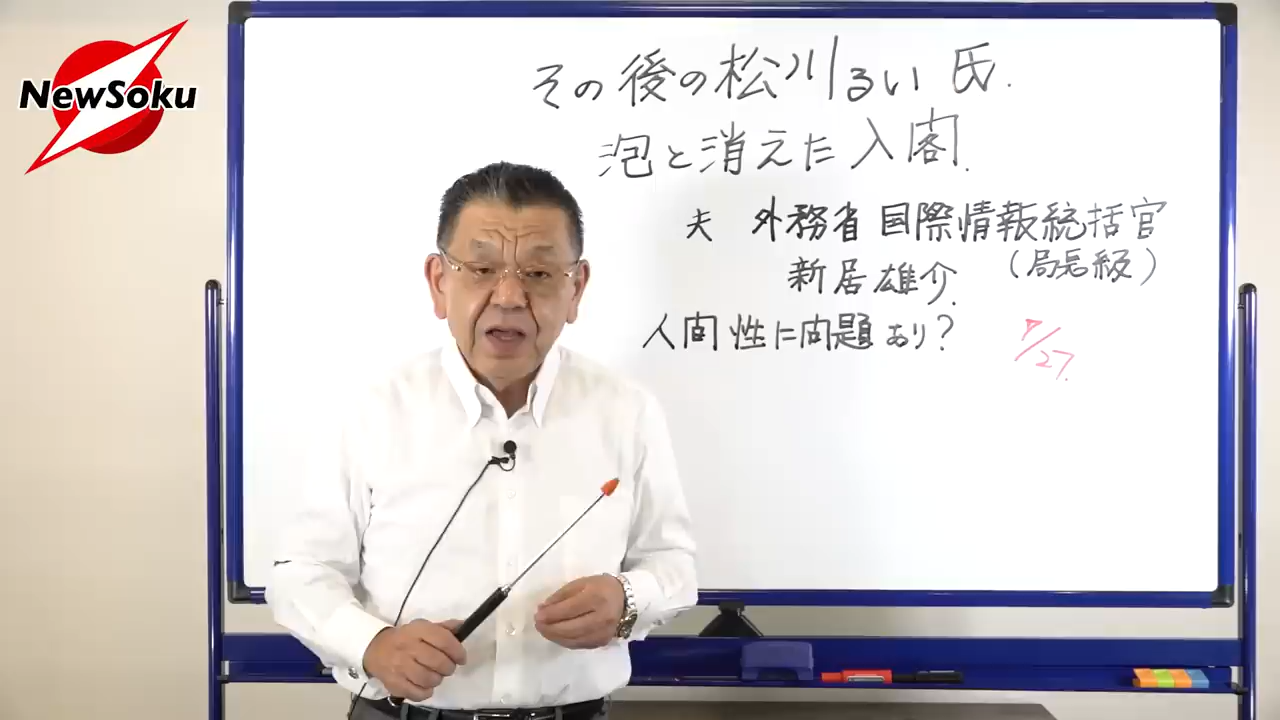 NewSoku
その後の松川るい氏.
泡と消えた入閣.
夫 外務省 国際情報統括官
(局長級)
新居雄介.
人間性に問題あり?
7/27.